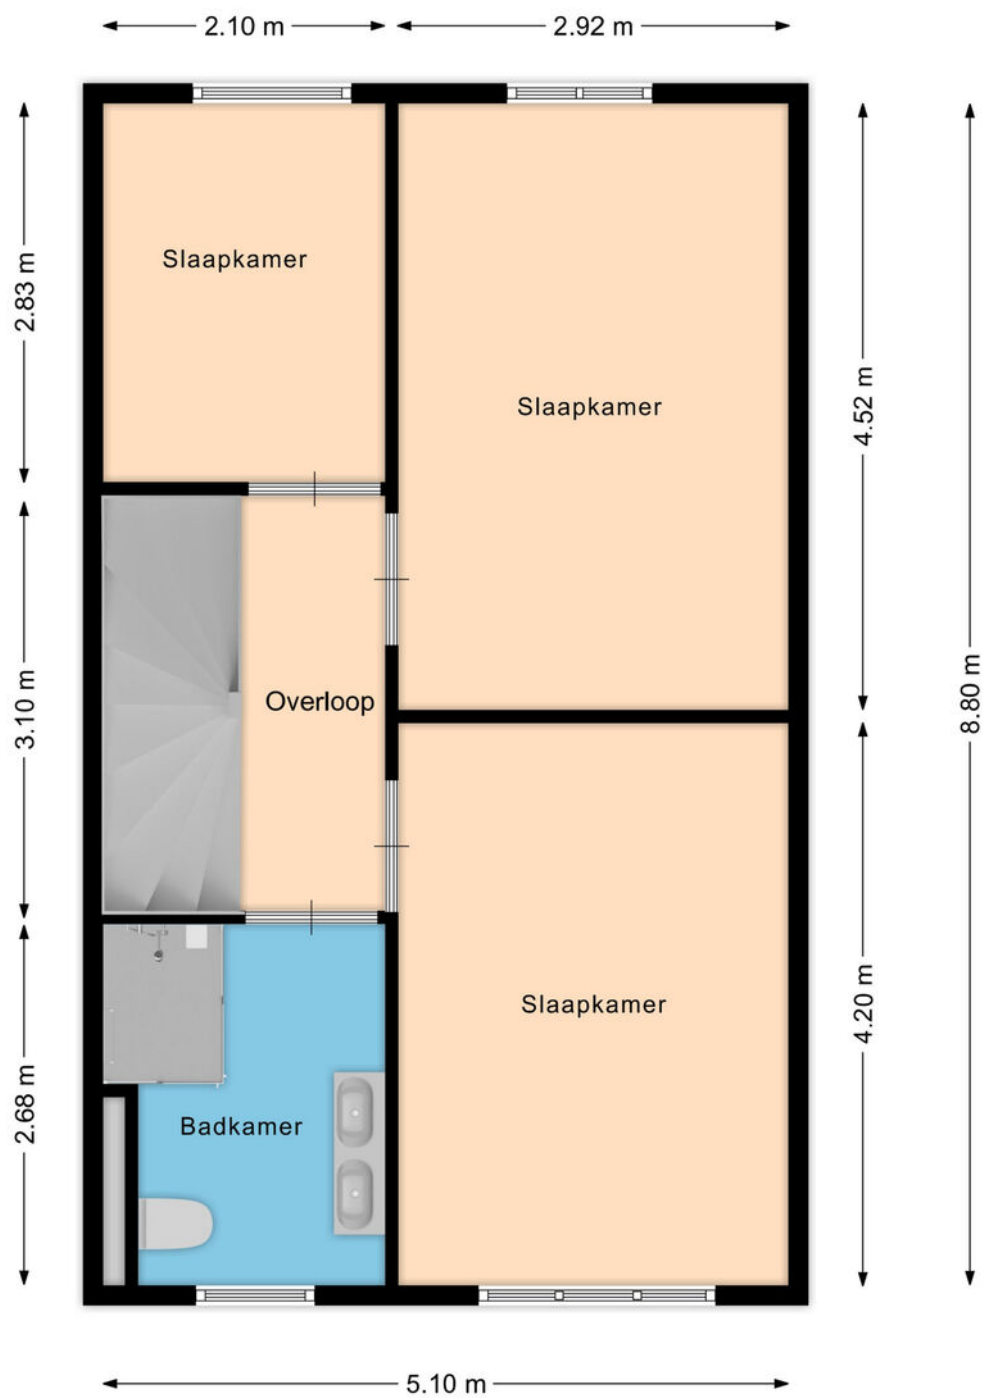 2.10 m
2.92 m
Slaapkamer
2.83 m
Slaapkamer
4.52 m
8.80 m
3.10 m
Overloop
Slaapkamer
4.20 m
2.68 m
Badkamer
5.10 m